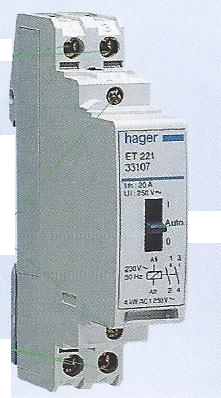 hager
ET 221
33107
Ith : 20 A
Ui : 250 V~
1
Auto
0
A1 1 3
230 V~
50 Hz
A2 2 4
4 kW AC1 250 V~